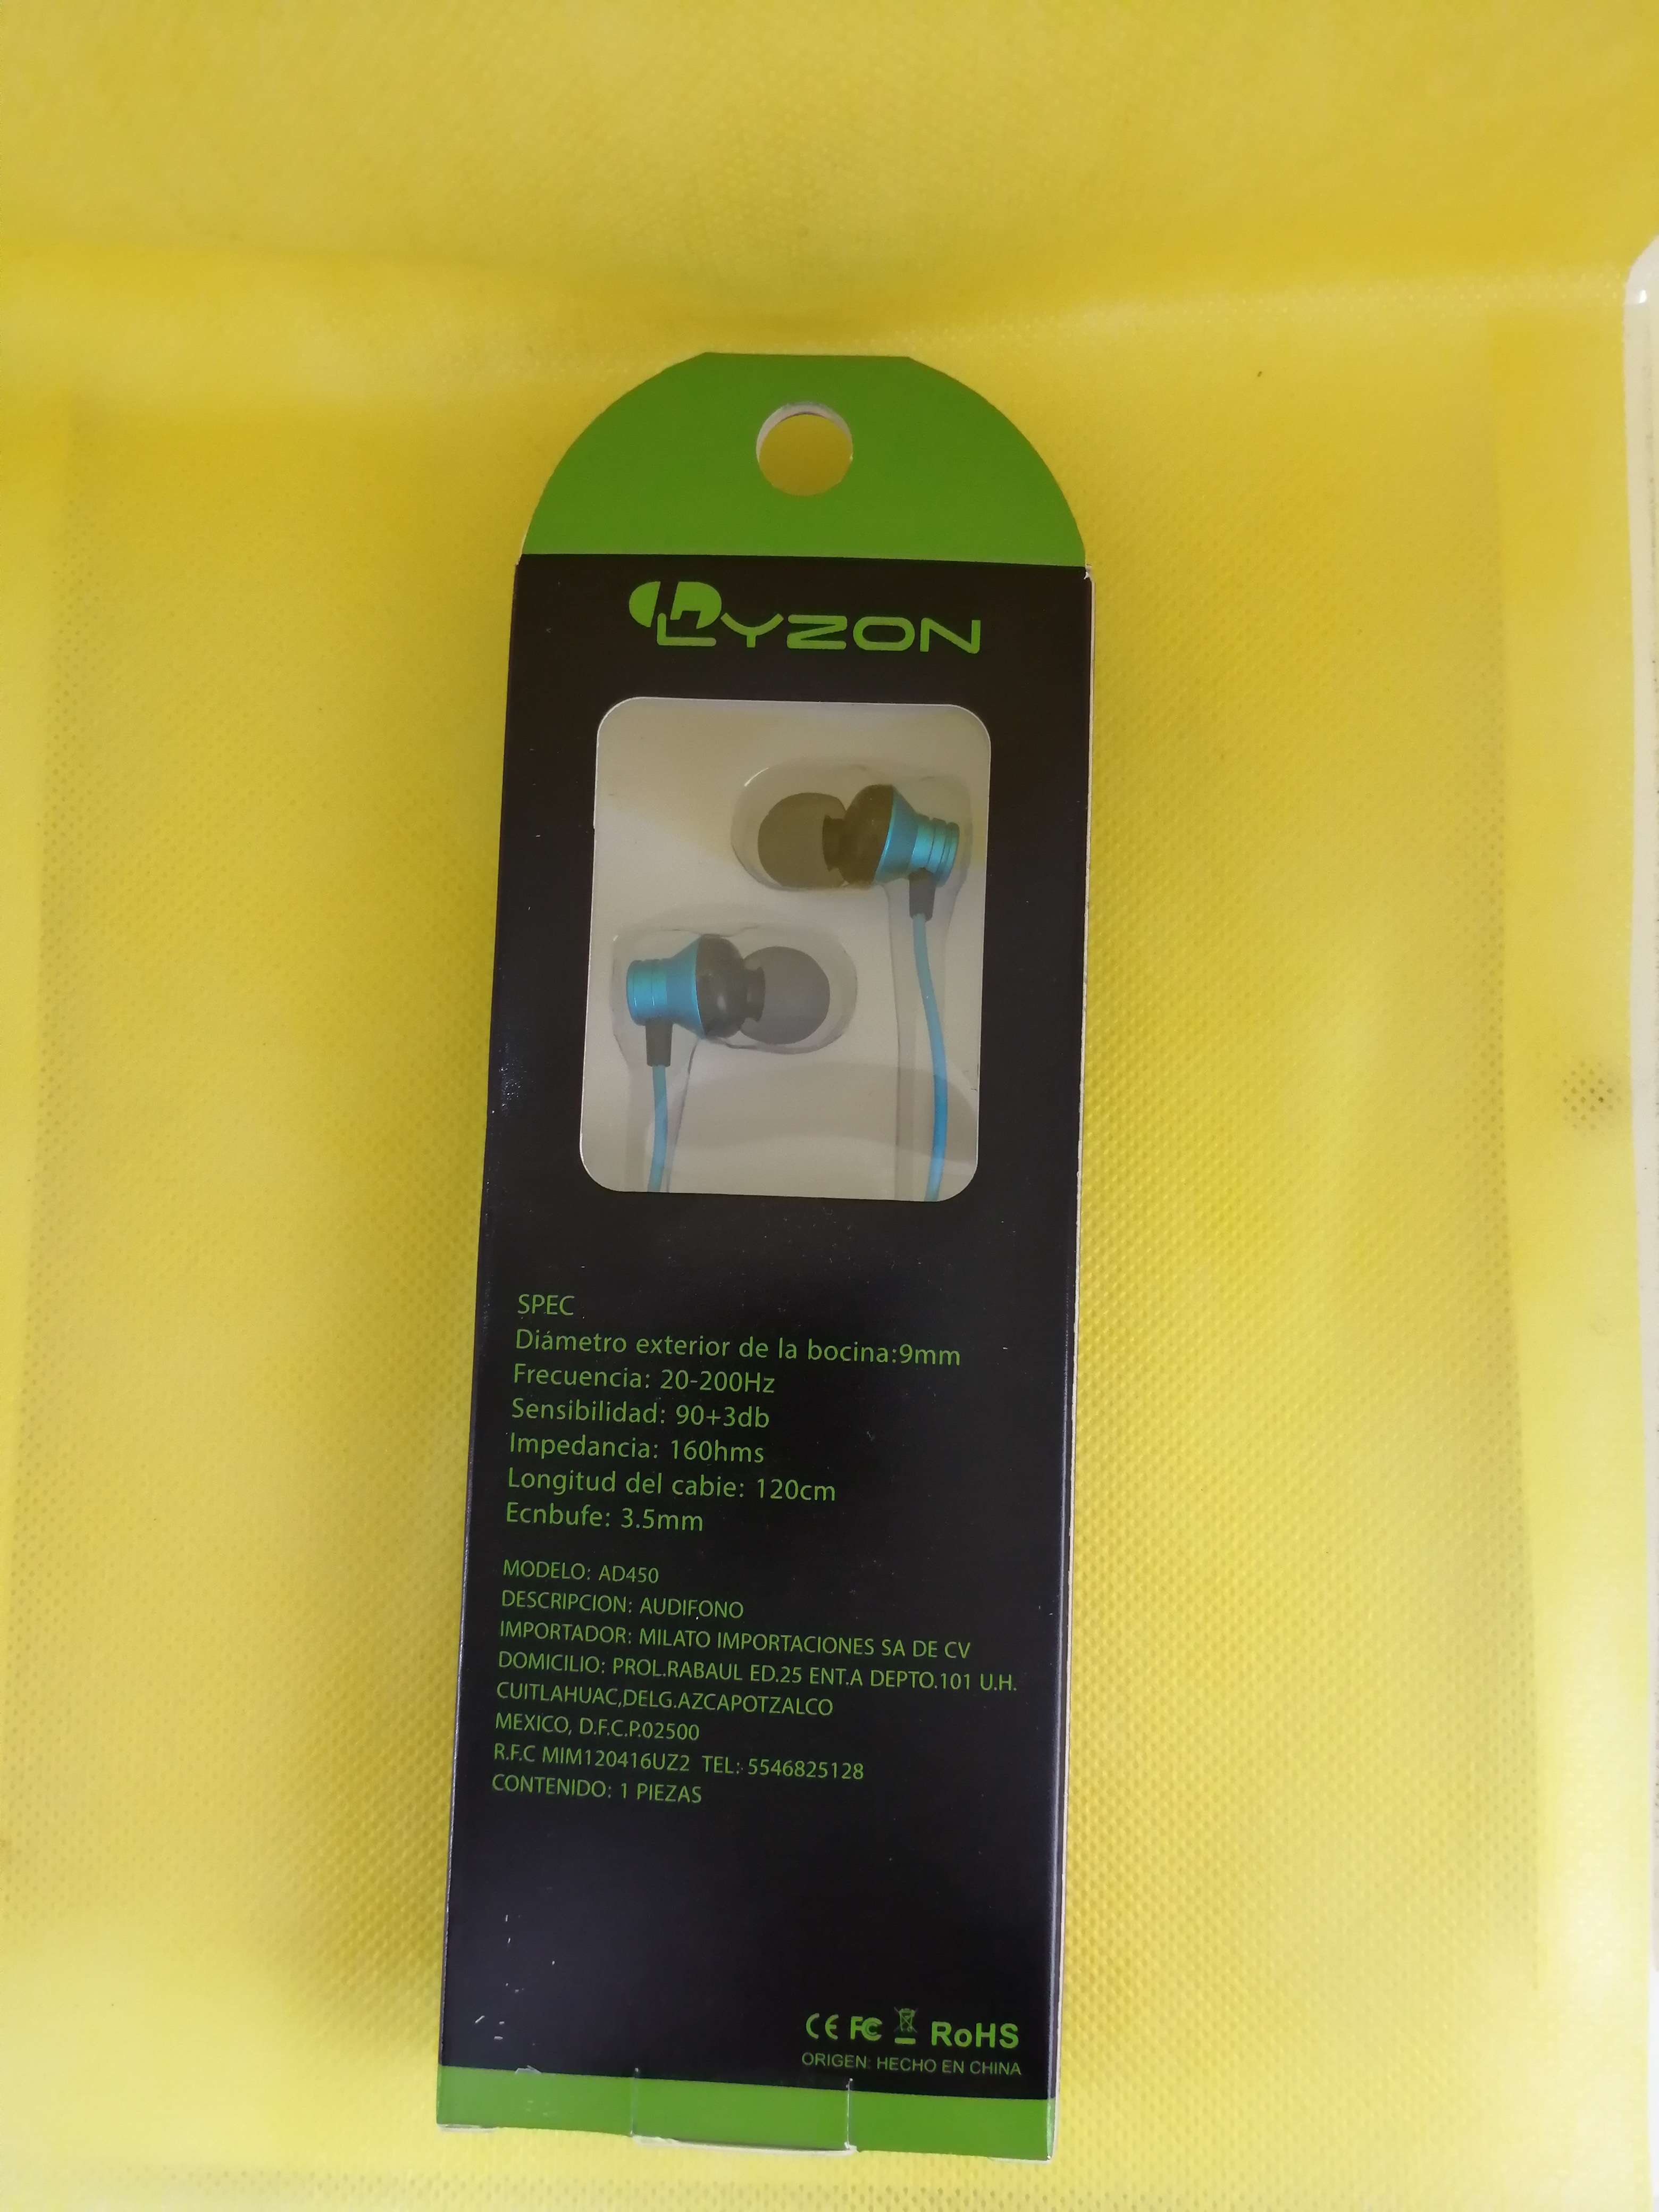 LYZON
SPEC
Diámetro exterior de la bocina:9mm
Frecuencia: 20-200Hz
Sensibilidad: 90+3db
Impedancia: 160hms
Longitud del cabie: 120cm
Ecnbufe: 3.5mm
MODELO: AD450
DESCRIPCION: AUDIFONO
IMPORTADOR: MILATO IMPORTACIONES SA DE CV
DOMICILIO: PROL.RABAUL ED.25 ENT.A DEPTO.101 U.H.
CUITLAHUAC,DELG.AZCAPOTZALCO
MEXICO, D.F.C.P.02500
R.F.C MIM120416UZ2 TEL: 5546825128
CONTENIDO: 1 PIEZAS
CE FC RoHS
ORIGEN: HECHO EN CHINA